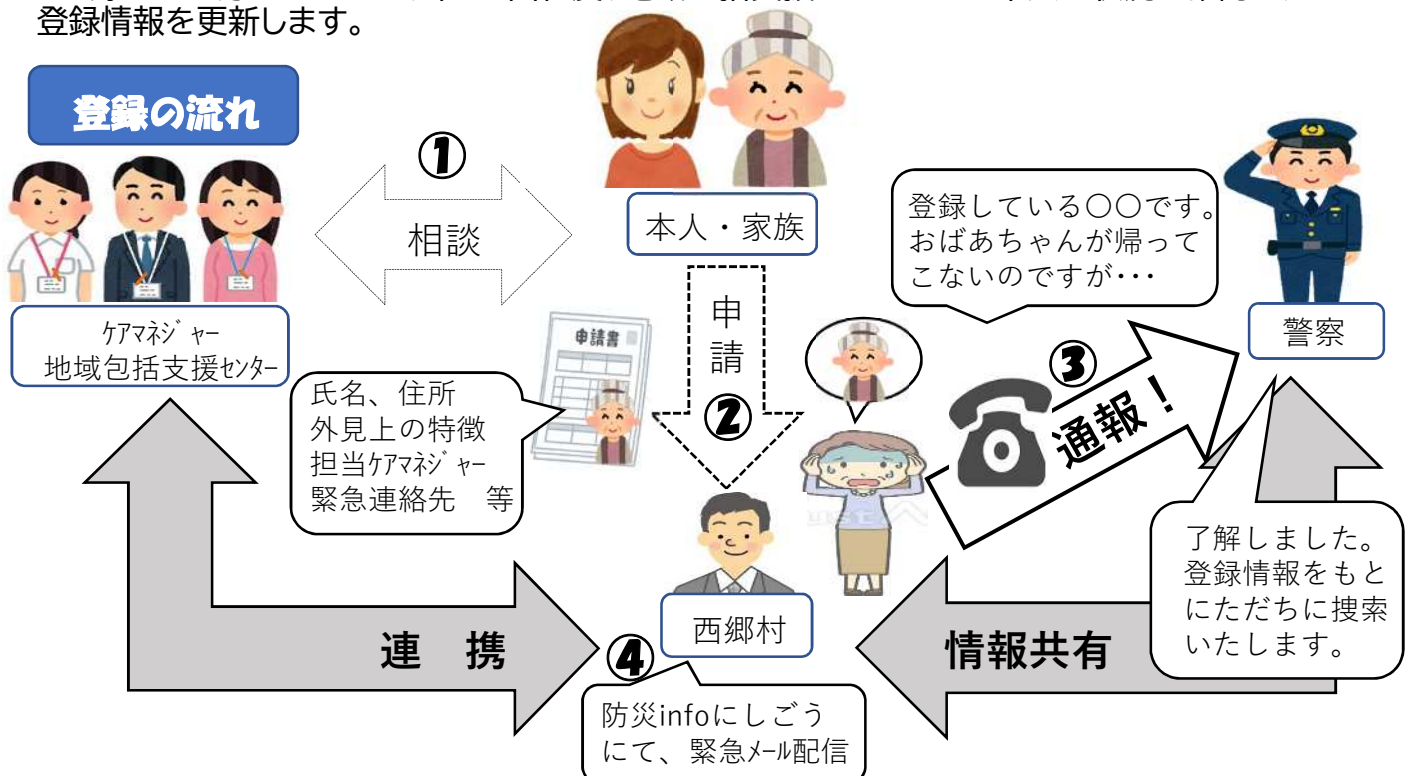 登録情報を更新します。
登録の流れ
①
相談
本人・家族
ｹｱﾏﾈｼﾞｬｰ
地域包括支援ｾﾝﾀｰ
申請
②
申請書
氏名、住所
外見上の特徴
担当ｹｱﾏﾈｼﾞｬｰ
緊急連絡先　等
登録している〇〇です。
おばあちゃんが帰って
こないのですが・・・
③
通報！
警察
了解しました。
登録情報をもと
にただちに捜索
いたします。
西郷村
連　携
情報共有
④
防災infoにしごう
にて、緊急ﾒｰﾙ配信